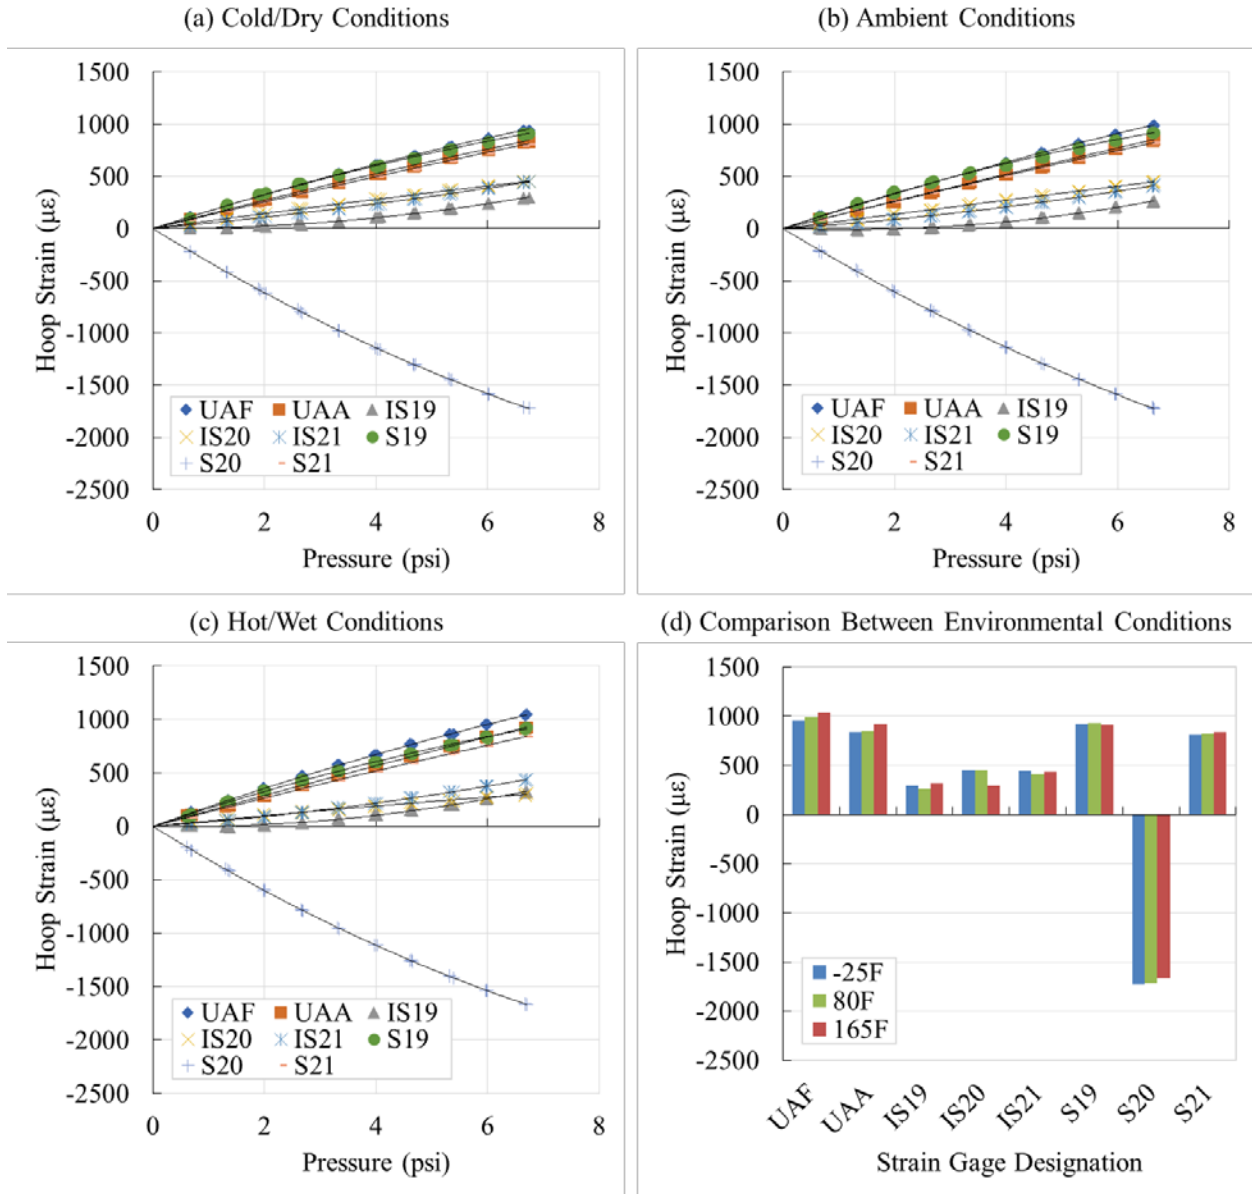 (a) Cold/Dry Conditions
1500
1000
500
0
-500
-1000
-1500
-2000
-2500
Hoop Strain (με)
UAF UAA IS19
IS20 IS21 S19
S20 S21
0 2 4 6 8
Pressure (psi)
(b) Ambient Conditions
1500
1000
500
0
-500
-1000
-1500
-2000
-2500
Hoop Strain (με)
UAF UAA IS19
IS20 IS21 S19
S20 S21
0 2 4 6 8
Pressure (psi)
(c) Hot/Wet Conditions
1500
1000
500
0
-500
-1000
-1500
-2000
-2500
Hoop Strain (με)
UAF UAA IS19
IS20 IS21 S19
S20 S21
0 2 4 6 8
Pressure (psi)
(d) Comparison Between Environmental Conditions
1500
1000
500
0
-500
-1000
-1500
-2000
-2500
Hoop Strain (με)
-25F
80F
165F
UAF UAA IS19 IS20 IS21 S19 S20 S21
Strain Gage Designation